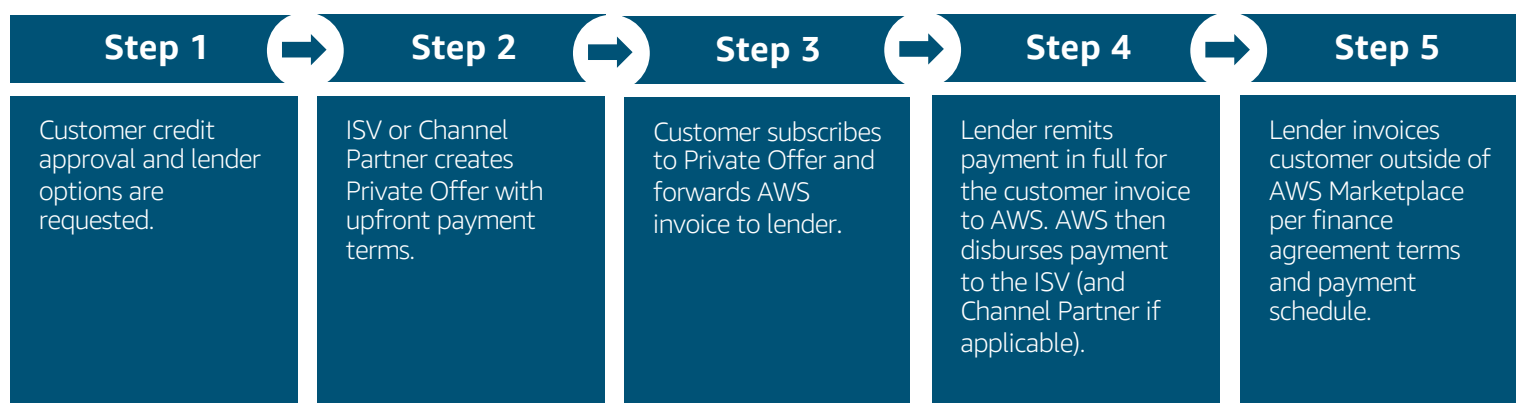 Step 1
Step 2
Step 3
Step 4
Step 5
Customer credit
approval and lender
options are
requested.
ISV or Channel
Partner creates
Private Offer with
upfront payment
terms.
Customer subscribes
to Private Offer and
forwards AWS
invoice to lender.
Lender remits
payment in full for
the customer invoice
to AWS. AWS then
disburses payment
to the ISV (and
Channel Partner if
applicable).
Lender invoices
customer outside of
AWS Marketplace
per finance
agreement terms
and payment
schedule.